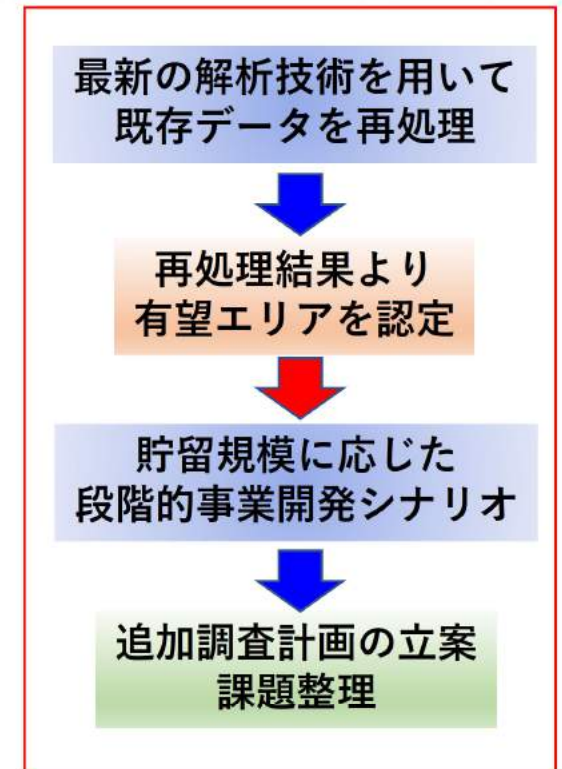 最新の解析技術を用いて
既存データを再処理
再処理結果より
有望エリアを認定
貯留規模に応じた
段階的事業開発シナリオ
追加調査計画の立案
課題整理